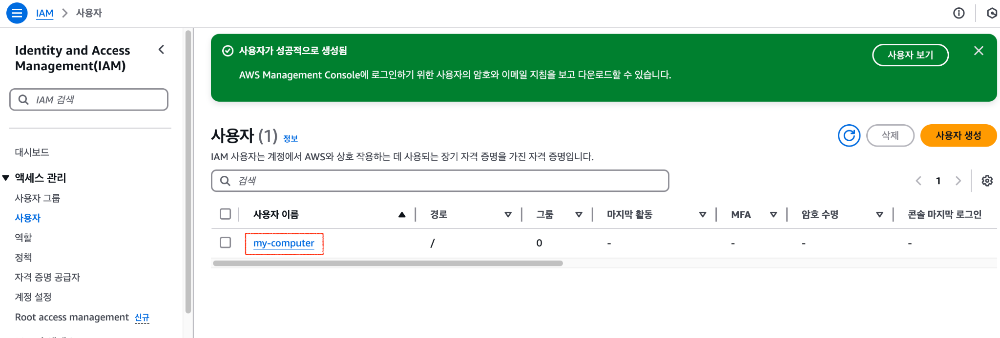 IAM > 사용자
Identity and Access
Management(IAM)
IAM 검색
대시보드
액세스 관리
사용자 그룹
사용자
역할
정책
자격 증명 공급자
계정 설정
Root access management 신규
사용자가 성공적으로 생성됨
AWS Management Console에 로그인하기 위한 사용자의 암호와 이메일 지침을 보고 다운로드할 수 있습니다.
사용자 보기
사용자 (1) 정보
삭제
사용자 생성
IAM 사용자는 계정에서 AWS와 상호 작용하는 데 사용되는 장기 자격 증명을 가진 자격 증명입니다.
검색
1
사용자 이름 경로 그룹 마지막 활동 MFA 암호 수명 콘솔 마지막 로그인
my-computer / 0 - - - -